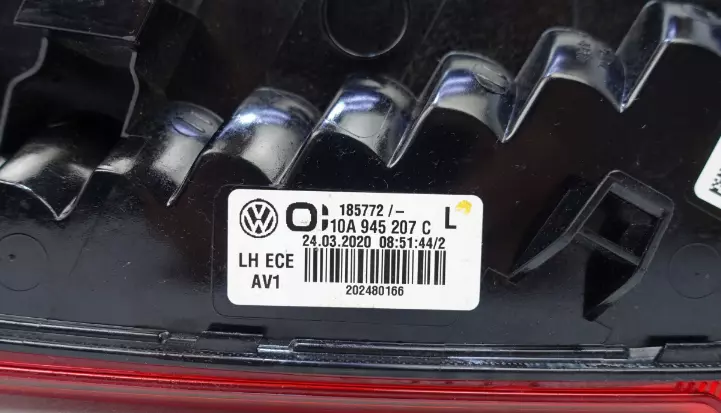 185772 / -
10A 945 207 C L
24.03.2020 08:51:44/2
LH ECE
AV1
202480166